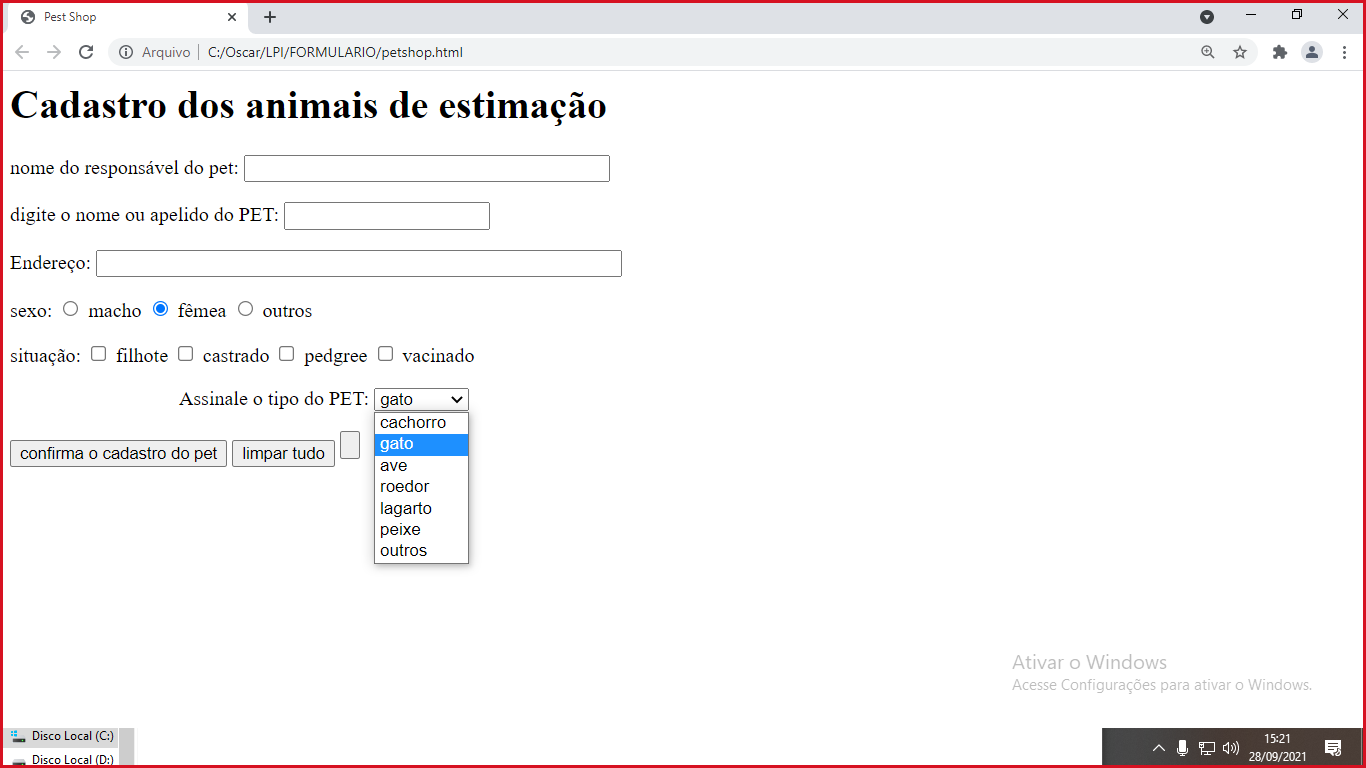 Pest Shop
Arquivo C:/Oscar/LPI/FORMULARIO/petshop.html
Cadastro dos animais de estimação
nome do responsável do pet:
digite o nome ou apelido do PET:
Endereço:
sexo: macho fêmea outros
situação: filhote castrado pedgree vacinado
Assinale o tipo do PET: gato
cachorro
gato
ave
roedor
lagarto
peixe
outros
confirma o cadastro do pet limpar tudo
Ativar o Windows
Acesse Configurações para ativar o Windows.
Disco Local (C:)
Disco Local (D:)
15:21
28/09/2021